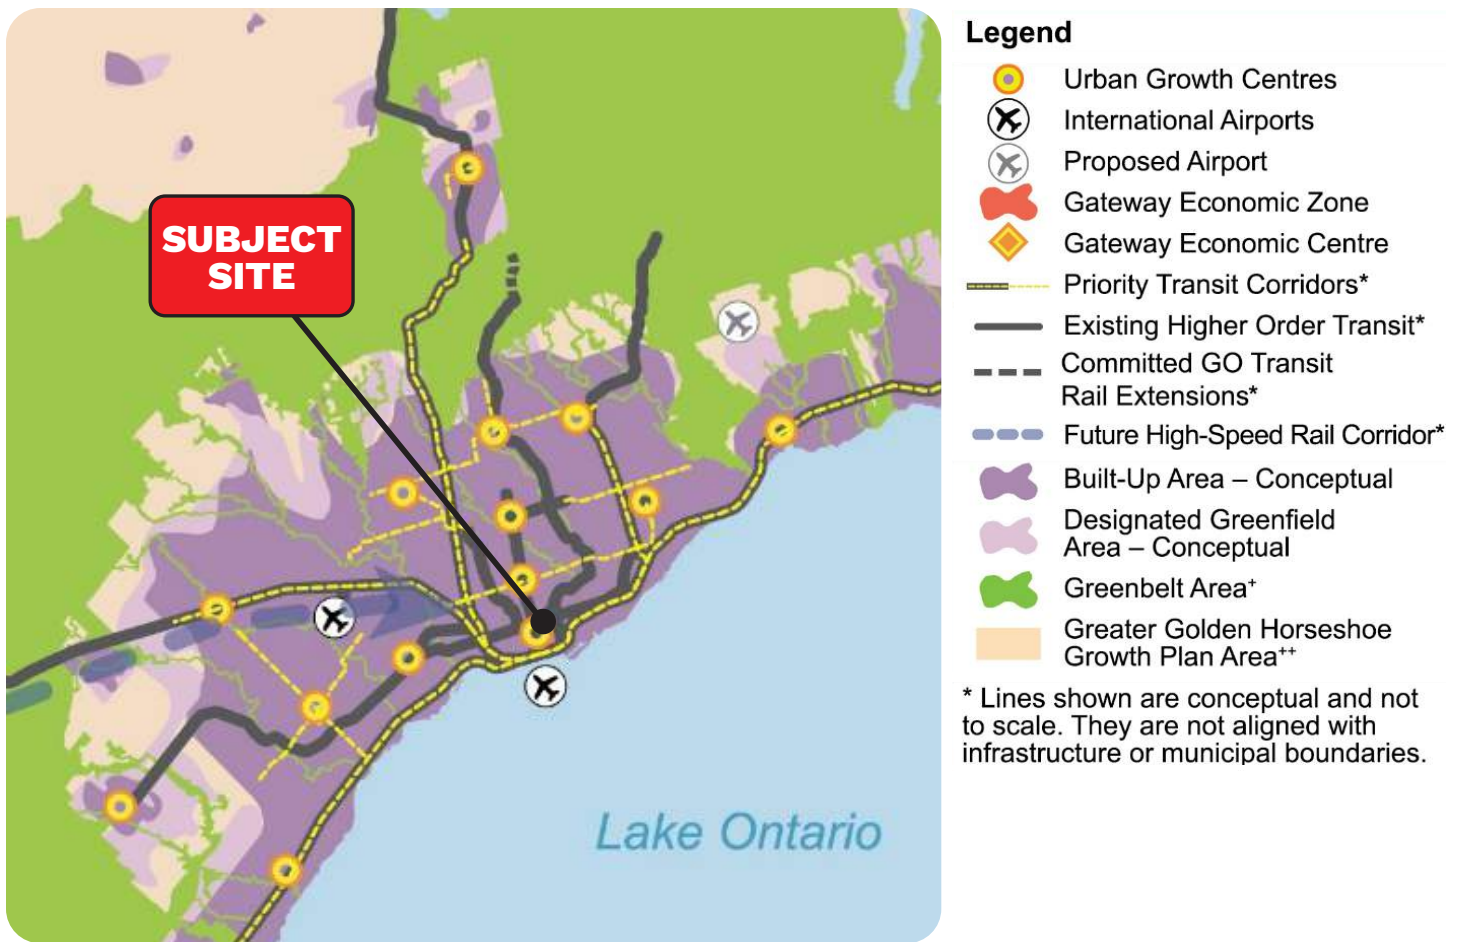 SUBJECT
SITE
Lake Ontario
Legend
Urban Growth Centres
International Airports
Proposed Airport
Gateway Economic Zone
Gateway Economic Centre
Priority Transit Corridors*
Existing Higher Order Transit*
Committed GO Transit
Rail Extensions*
Future High-Speed Rail Corridor*
Built-Up Area – Conceptual
Designated Greenfield
Area – Conceptual
Greenbelt Area+
Greater Golden Horseshoe
Growth Plan Area++
* Lines shown are conceptual and not
to scale. They are not aligned with
infrastructure or municipal boundaries.